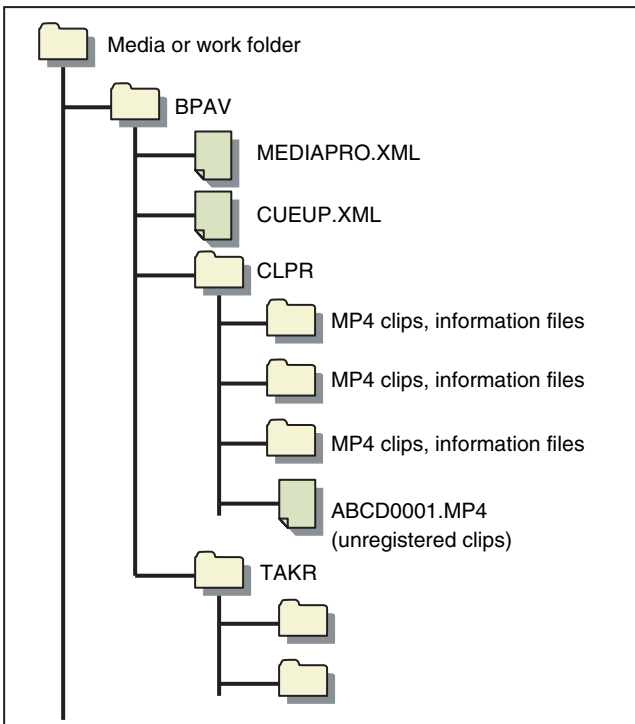 Media or work folder
BPAV
MEDIAPRO.XML
CUEUP.XML
CLPR
MP4 clips, information files
MP4 clips, information files
MP4 clips, information files
ABCD0001.MP4
(unregistered clips)
TAKR